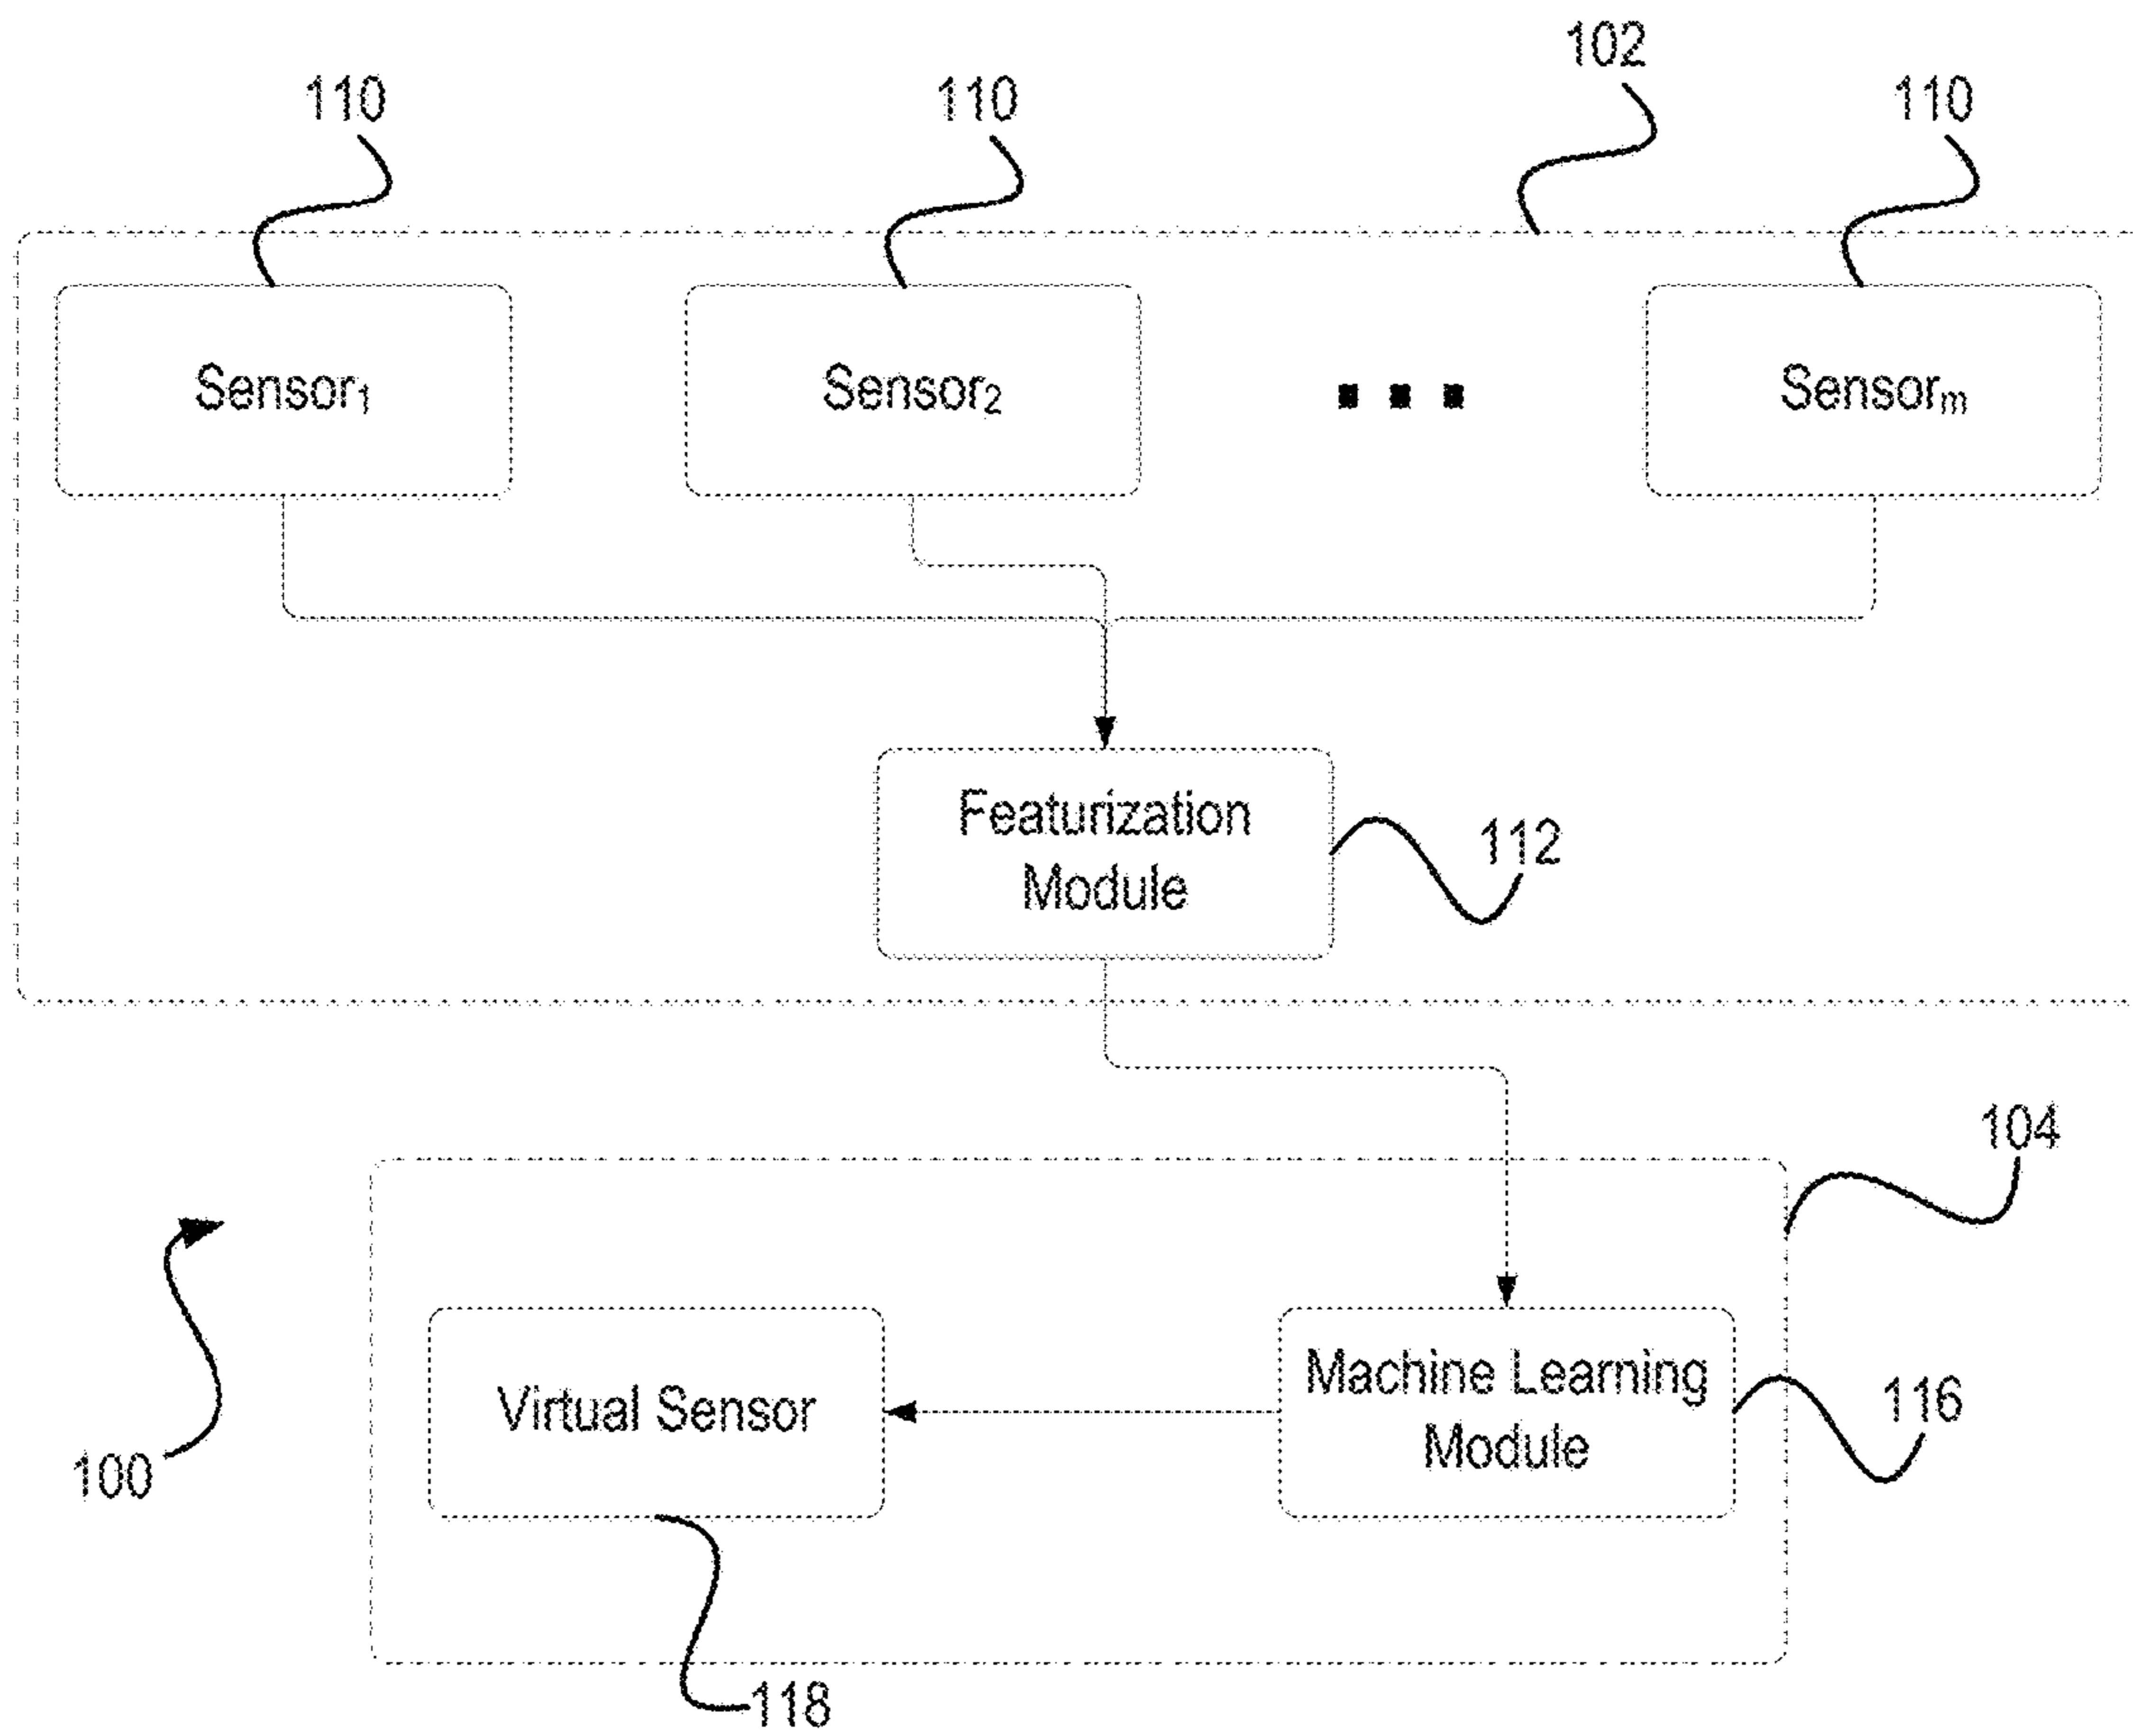 102
110 110 110
Sensor₁ Sensor₂ Sensorₘ
Featurization
Module
112
104
Machine Learning
Module
116
Virtual Sensor
100
118